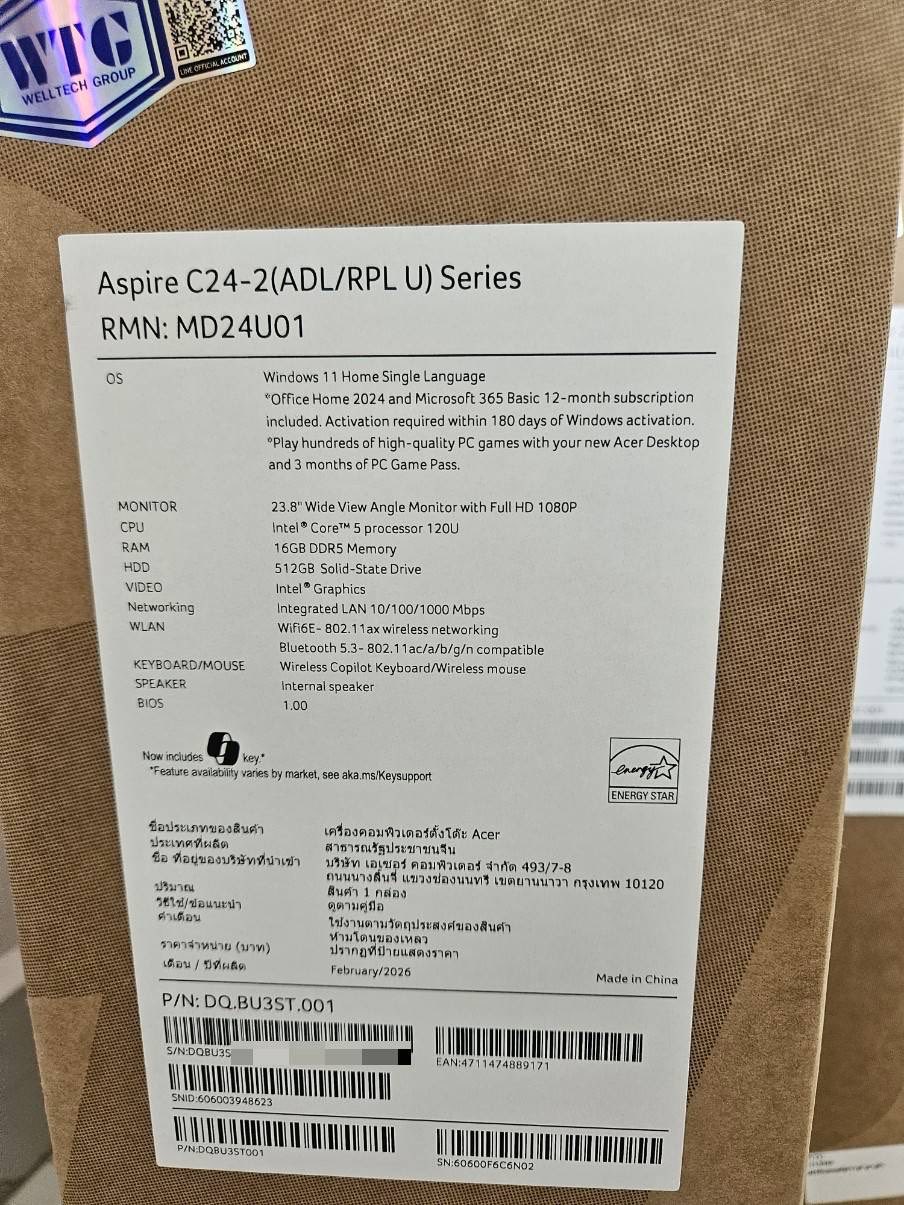 WTG
WELLTECH GROUP
LINE OFFICIAL ACCOUNT
Aspire C24-2(ADL/RPL U) Series
RMN: MD24U01
OS Windows 11 Home Single Language
*Office Home 2024 and Microsoft 365 Basic 12-month subscription
included. Activation required within 180 days of Windows activation.
*Play hundreds of high-quality PC games with your new Acer Desktop
and 3 months of PC Game Pass.
MONITOR 23.8" Wide View Angle Monitor with Full HD 1080P
CPU Intel® Core™ 5 processor 120U
RAM 16GB DDR5 Memory
HDD 512GB Solid-State Drive
VIDEO Intel® Graphics
Networking Integrated LAN 10/100/1000 Mbps
WLAN Wifi6E- 802.11ax wireless networking
Bluetooth 5.3- 802.11ac/a/b/g/n compatible
KEYBOARD/MOUSE Wireless Copilot Keyboard/Wireless mouse
SPEAKER Internal speaker
BIOS 1.00
Now includes key.*
*Feature availability varies by market, see aka.ms/Keysupport
energy
ENERGY STAR
ชื่อประเภทของสินค้า เครื่องคอมพิวเตอร์ตั้งโต๊ะ Acer
ประเทศที่ผลิต สาธารณรัฐประชาชนจีน
ชื่อ ที่อยู่ของบริษัทที่นำเข้า บริษัท เอเซอร์ คอมพิวเตอร์ จำกัด 493/7-8
ถนนนางลิ้นจี่ แขวงช่องนนทรี เขตยานนาวา กรุงเทพ 10120
ปริมาณ สินค้า 1 กล่อง
วิธีใช้/ข้อแนะนำ ดูตามคู่มือ
คำเตือน ใช้งานตามวัตถุประสงค์ของสินค้า
ห้ามโดนของเหลว
ราคาจำหน่าย (บาท) ปรากฏที่ป้ายแสดงราคา
เดือน / ปีที่ผลิต February/2026
Made in China
P/N: DQ.BU3ST.001
S/N:DQBU3S
EAN:4711474889171
SNID:606003948623
P/N:DQBU3ST001
SN:60600F6C6N02